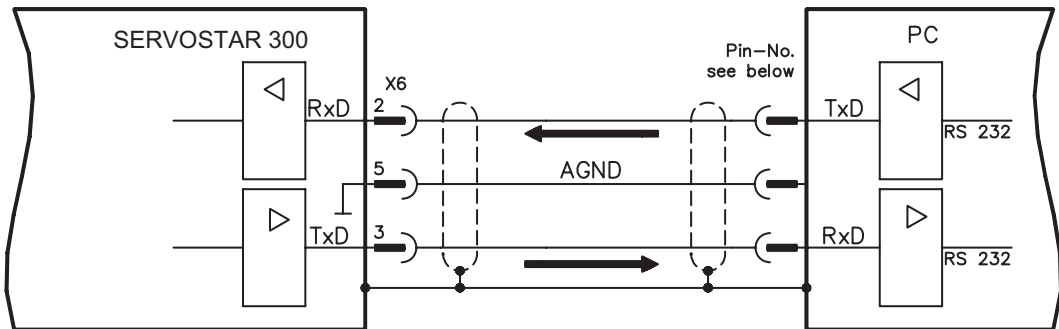 SERVOSTAR 300
PC
Pin-No.
see below
X6
RxD
2
TxD
RS 232
5
AGND
TxD
3
RxD
RS 232